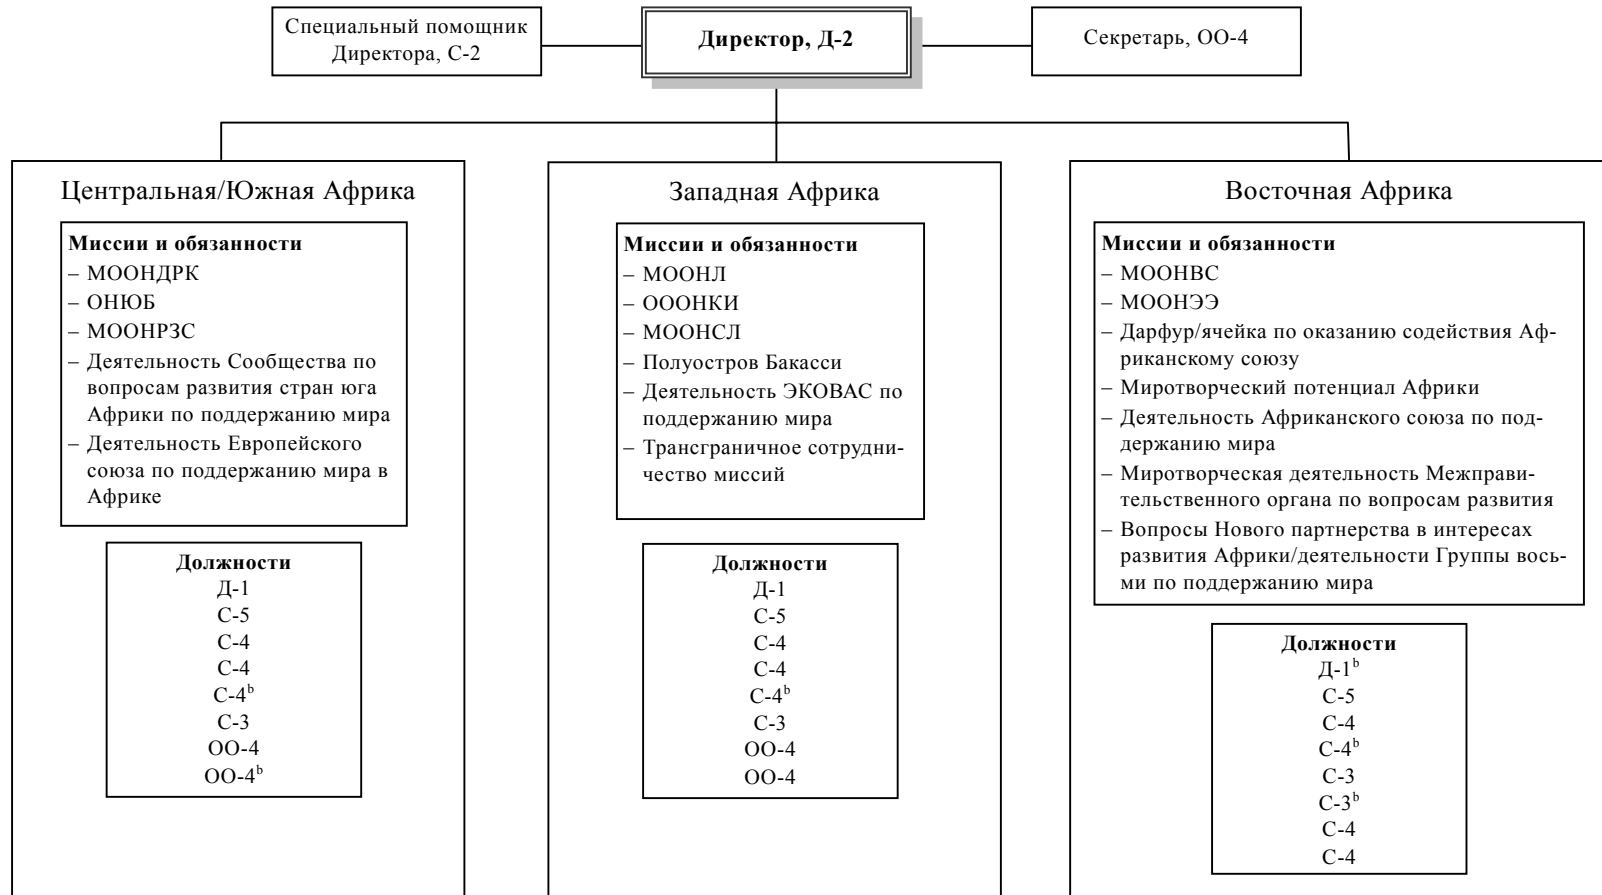 Специальный помощник
Директора, С-2
Директор, Д-2
Секретарь, ОО-4
Центральная/Южная Африка
Миссии и обязанности
– МООНДРК
– ОНЮБ
– МООНРЗС
– Деятельность Сообщества по
вопросам развития стран юга
Африки по поддержанию мира
– Деятельность Европейского
союза по поддержанию мира в
Африке
Должности
Д-1
С-5
С-4
С-4
С-4ᵇ
С-3
ОО-4
ОО-4ᵇ
Западная Африка
Миссии и обязанности
– МООНЛ
– ОООНКИ
– МООНСЛ
– Полуостров Бакасси
– Деятельность ЭКОВАС по
поддержанию мира
– Трансграничное сотрудни-
чество миссий
Должности
Д-1
С-5
С-4
С-4
С-4ᵇ
С-3
ОО-4
ОО-4
Восточная Африка
Миссии и обязанности
– МООНВС
– МООНЭЭ
– Дарфур/ячейка по оказанию содействия Аф-
риканскому союзу
– Миротворческий потенциал Африки
– Деятельность Африканского союза по под-
держанию мира
– Миротворческая деятельность Межправи-
тельственного органа по вопросам развития
– Вопросы Нового партнерства в интересах
развития Африки/деятельности Группы вось-
ми по поддержанию мира
Должности
Д-1ᵇ
С-5
С-4
С-4ᵇ
С-3
С-3ᵇ
С-4
С-4